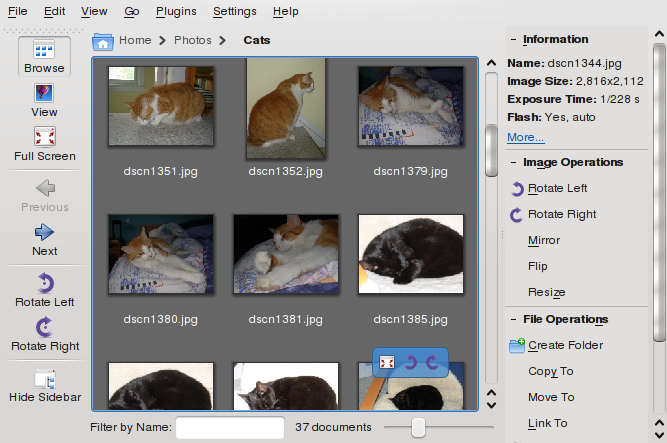 File Edit View Go Plugins Settings Help
Browse
View
Full Screen
Previous
Next
Rotate Left
Rotate Right
Hide Sidebar
Home > Photos > Cats
dscn1351.jpg dscn1352.jpg dscn1379.jpg
dscn1380.jpg dscn1381.jpg dscn1385.jpg
Filter by Name: 37 documents
Information
Name: dscn1344.jpg
Image Size: 2,816x2,112
Exposure Time: 1/228 s
Flash: Yes, auto
More...
Image Operations
Rotate Left
Rotate Right
Mirror
Flip
Resize
File Operations
Create Folder
Copy To
Move To
Link To